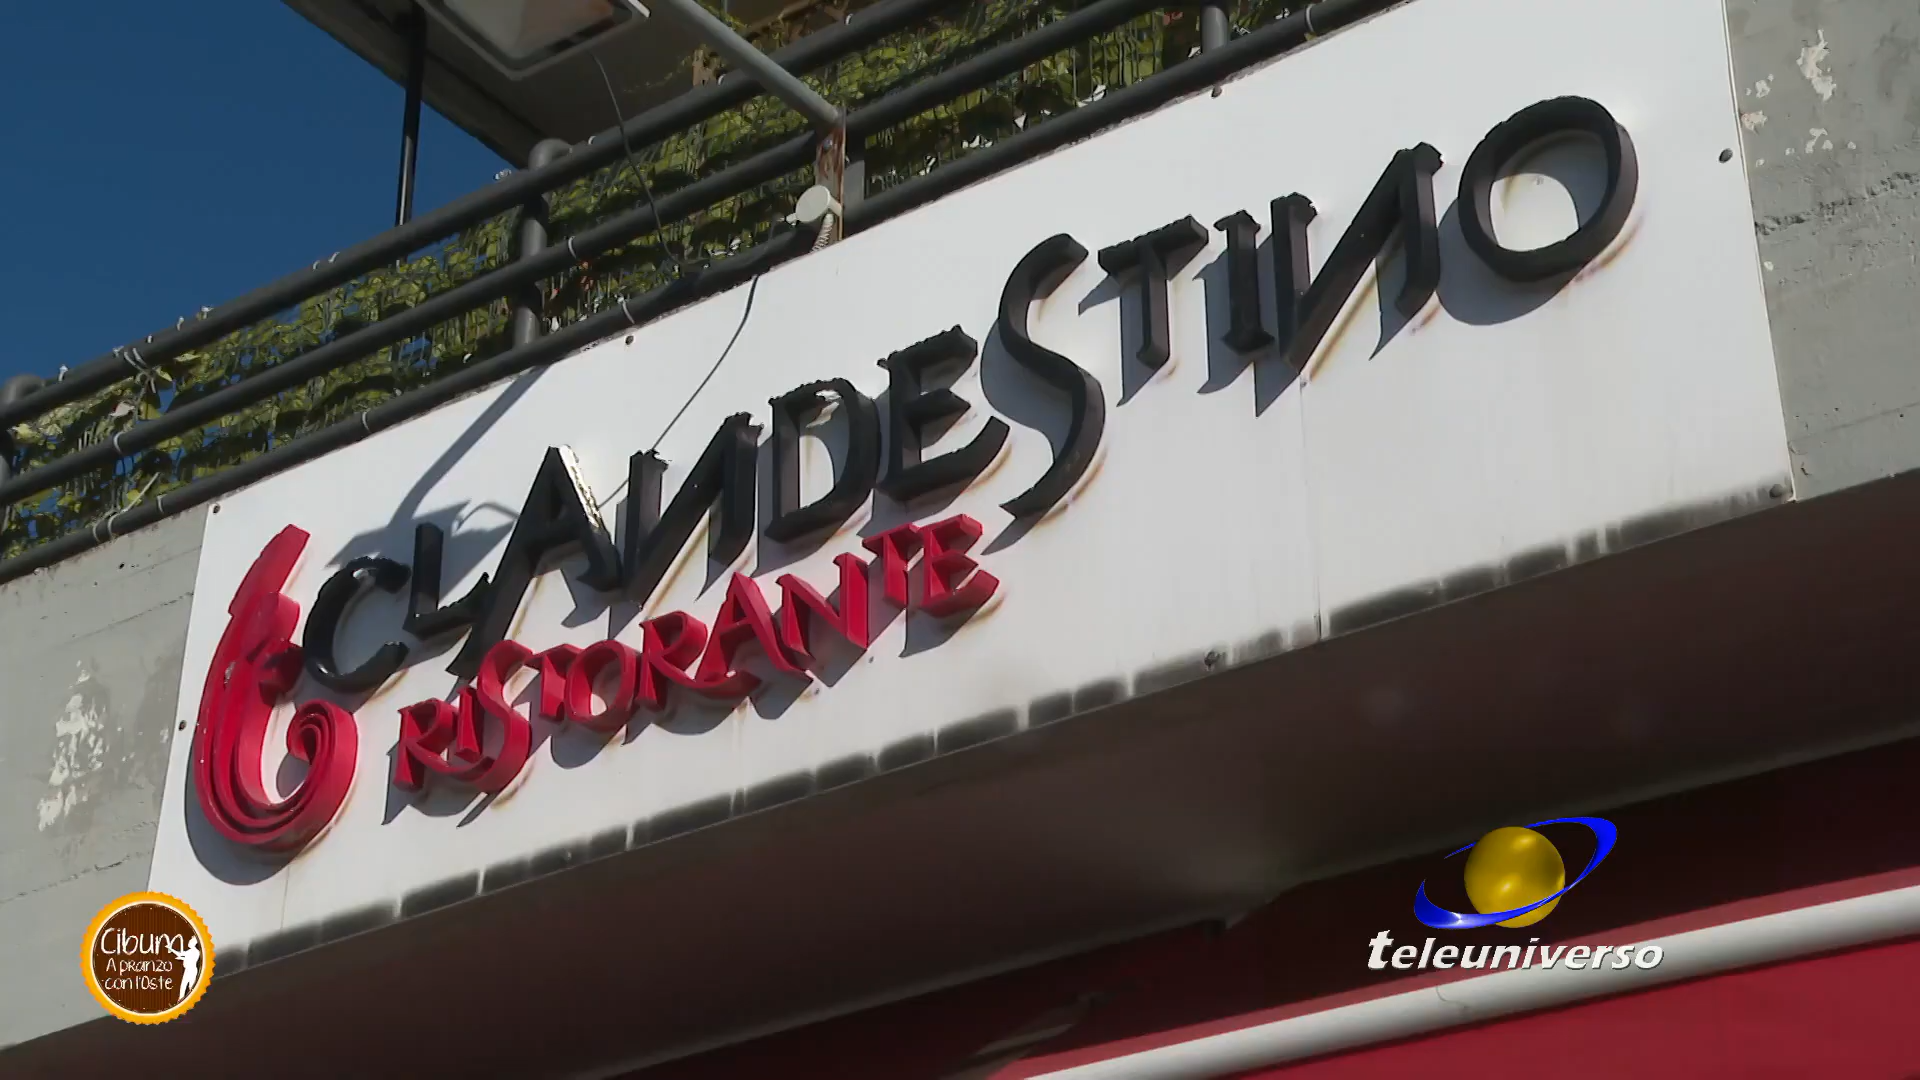 CLANDESTINO
RISTORANTE
Cibum
A pranzo
con l'Oste
teleuniverso